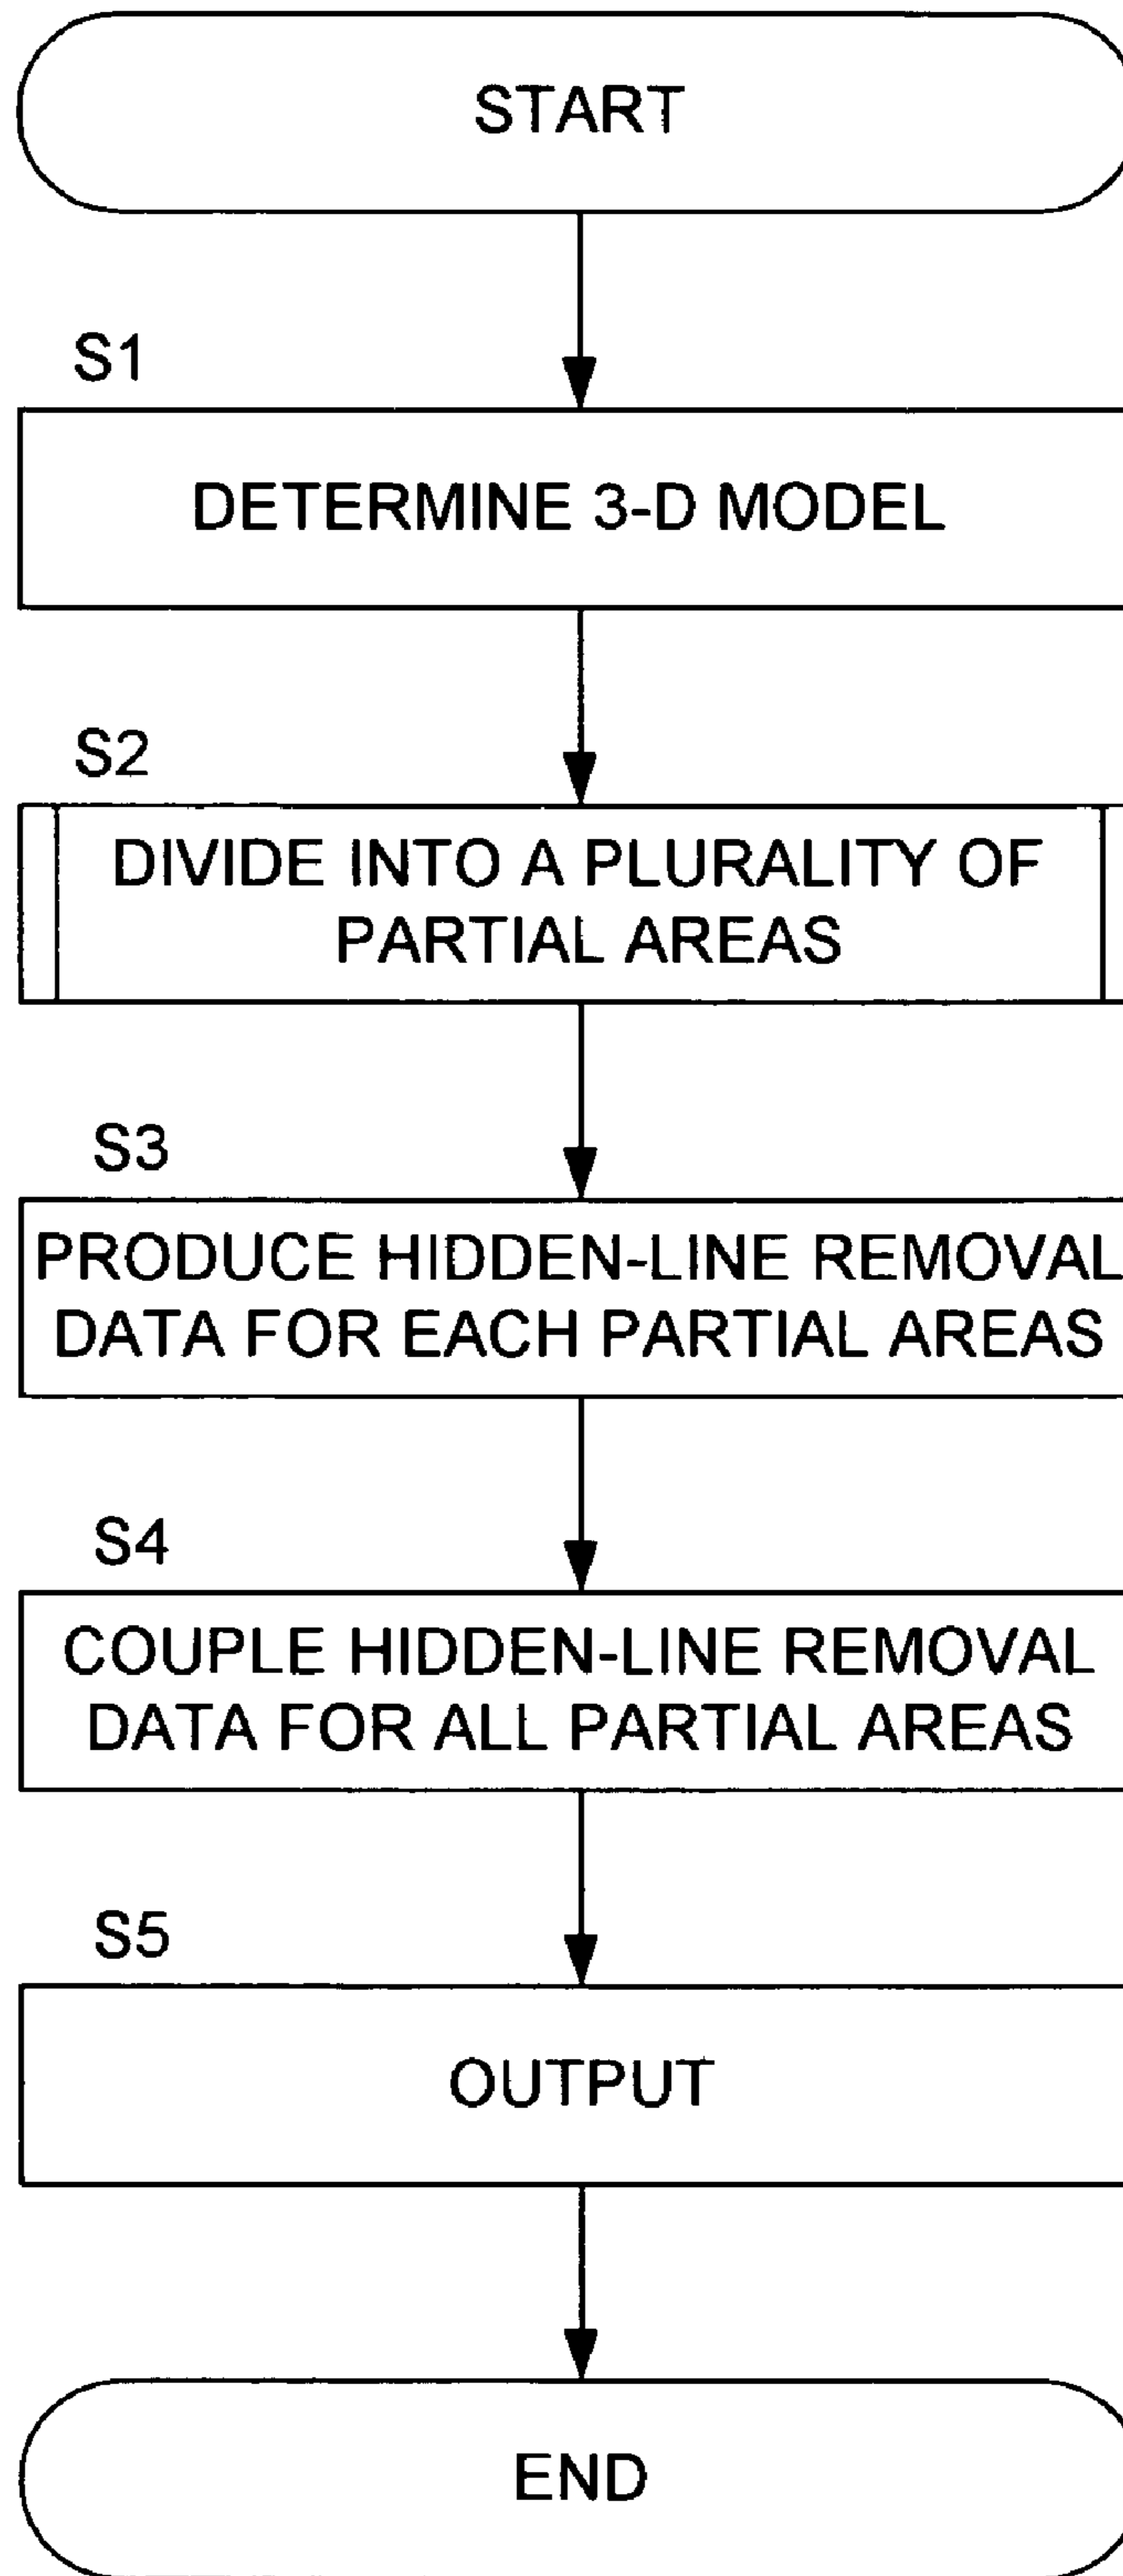 START
S1
DETERMINE 3-D MODEL
S2
DIVIDE INTO A PLURALITY OF
PARTIAL AREAS
S3
PRODUCE HIDDEN-LINE REMOVAL
DATA FOR EACH PARTIAL AREAS
S4
COUPLE HIDDEN-LINE REMOVAL
DATA FOR ALL PARTIAL AREAS
S5
OUTPUT
END